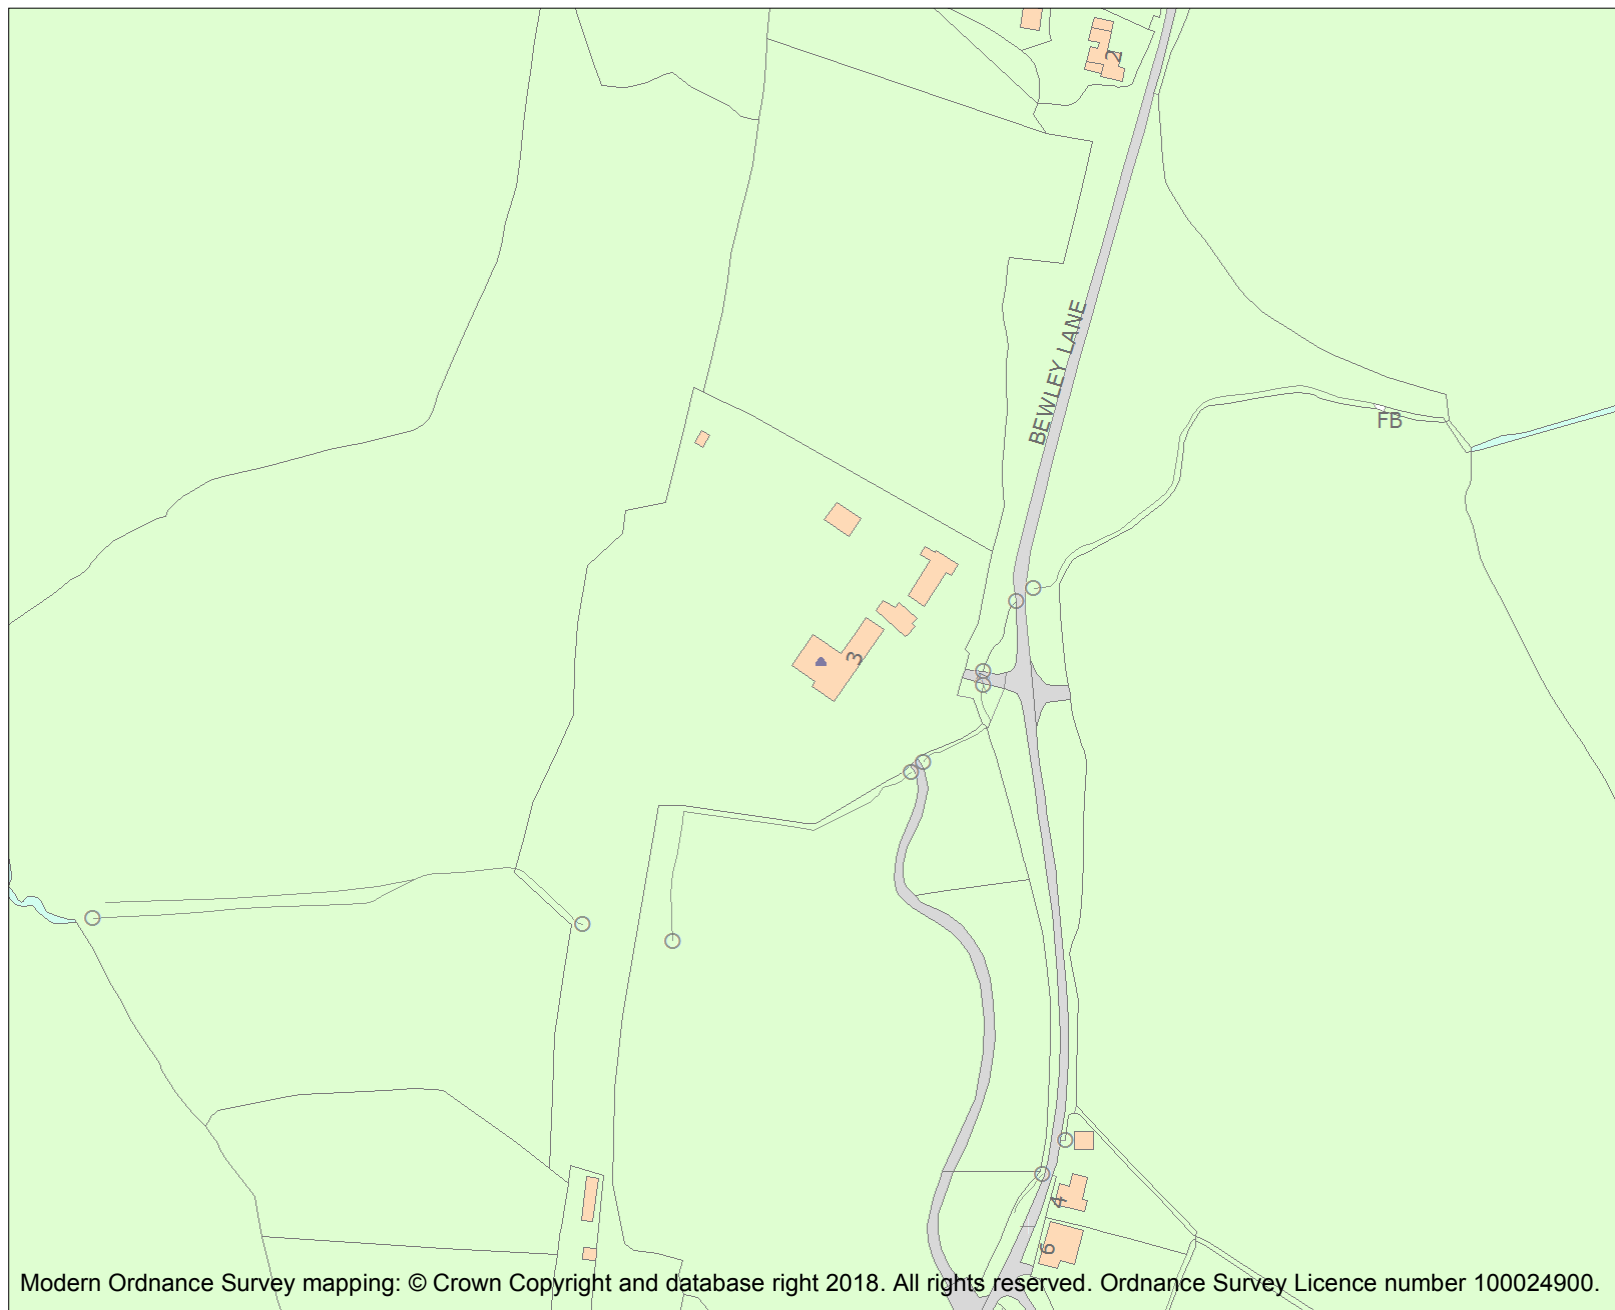 2
BEWLEY LANE
FB
3
4
6
Modern Ordnance Survey mapping: © Crown Copyright and database right 2018. All rights reserved. Ordnance Survey Licence number 100024900.